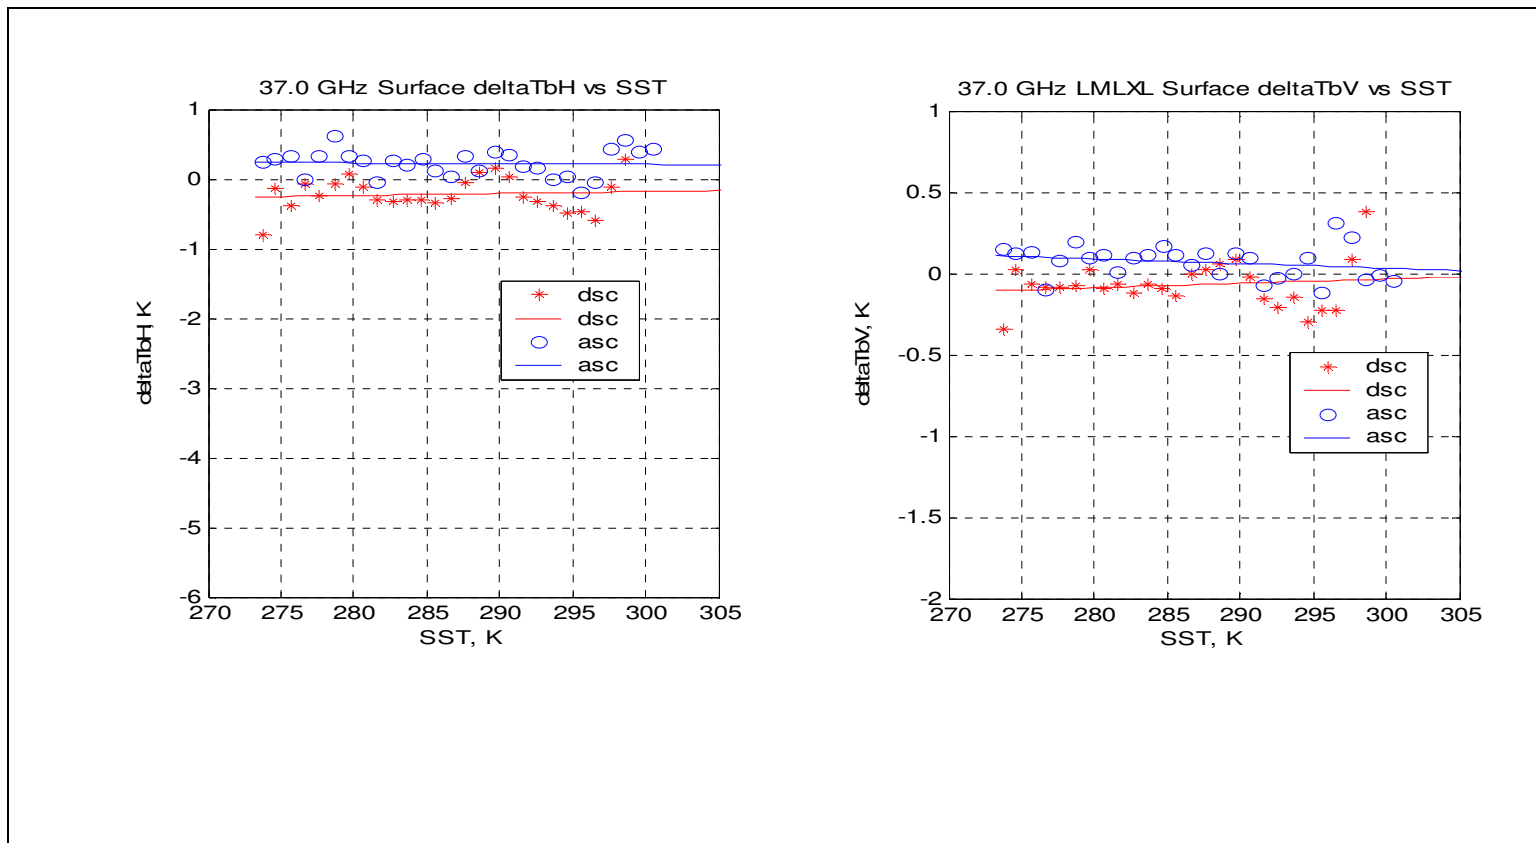 37.0 GHz Surface deltaTbH vs SST
1
0
-1
-2
-3
-4
-5
-6
deltaTbH, K
270
275
280
285
290
295
300
305
SST, K
dsc
dsc
asc
asc
37.0 GHz LMLXL Surface deltaTbV vs SST
1
0.5
0
-0.5
-1
-1.5
-2
deltaTbV, K
270
275
280
285
290
295
300
305
SST, K
dsc
dsc
asc
asc